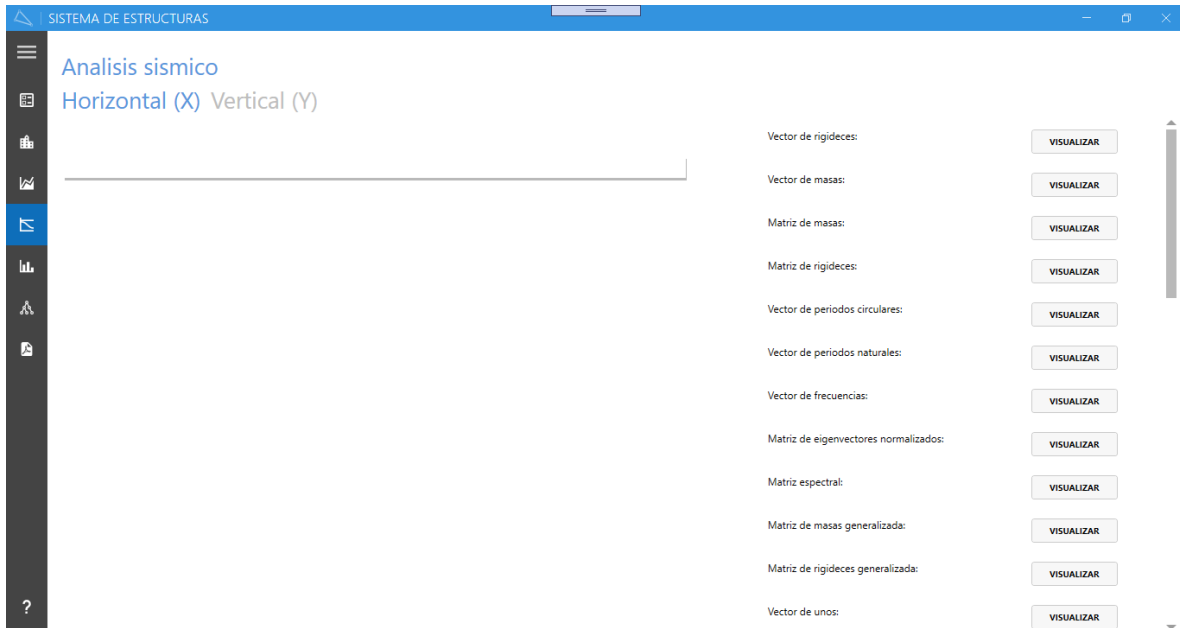 SISTEMA DE ESTRUCTURAS
Analisis sismico
Horizontal (X) Vertical (Y)
Vector de rigideces: VISUALIZAR
Vector de masas: VISUALIZAR
Matriz de masas: VISUALIZAR
Matriz de rigideces: VISUALIZAR
Vector de periodos circulares: VISUALIZAR
Vector de periodos naturales: VISUALIZAR
Vector de frecuencias: VISUALIZAR
Matriz de eigenvectores normalizados: VISUALIZAR
Matriz espectral: VISUALIZAR
Matriz de masas generalizada: VISUALIZAR
Matriz de rigideces generalizada: VISUALIZAR
Vector de unos: VISUALIZAR
?